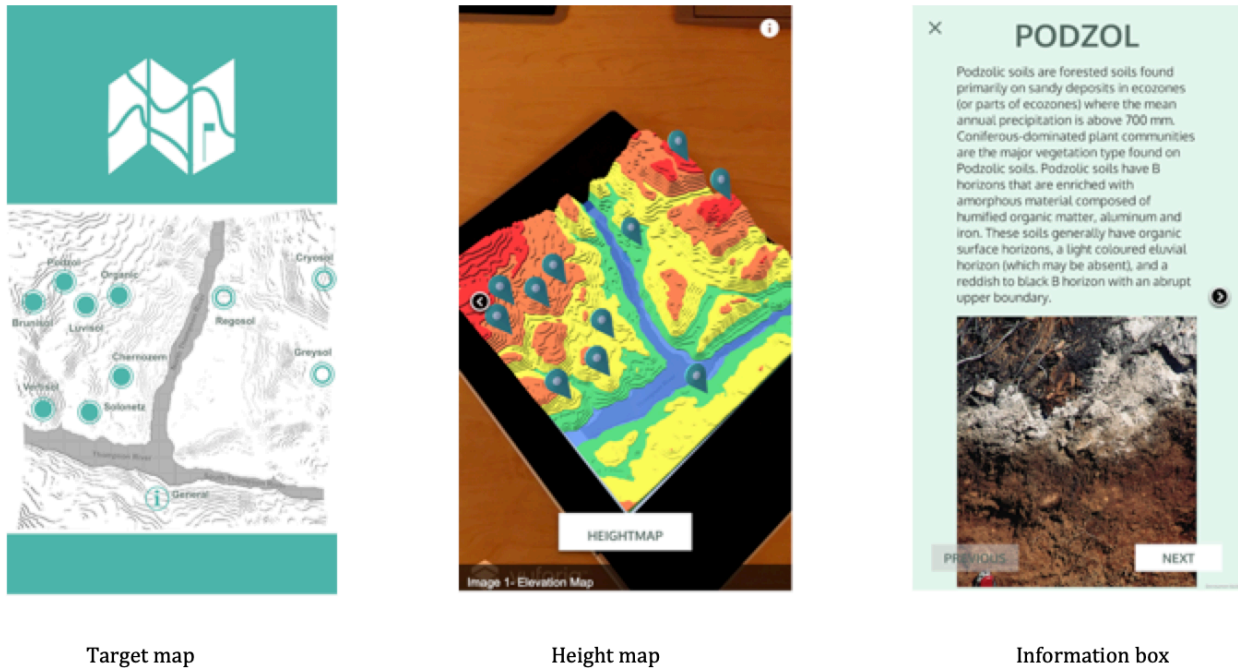 Podzol
Organic
Cryosol
Brunisol
Luvisol
Regosol
Chernozem
Greysol
Vertisol
Solonetz
Thompson River
South Thompson
General
i
HEIGHTMAP
vuforia
Image 1- Elevation Map
PODZOL
Podzolic soils are forested soils found
primarily on sandy deposits in ecozones
(or parts of ecozones) where the mean
annual precipitation is above 700 mm.
Coniferous-dominated plant communities
are the major vegetation type found on
Podzolic soils. Podzolic soils have B
horizons that are enriched with
amorphous material composed of
humified organic matter, aluminum and
iron. These soils generally have organic
surface horizons, a light coloured eluvial
horizon (which may be absent), and a
reddish to black B horizon with an abrupt
upper boundary.
PREVIOUS
NEXT
Target map
Height map
Information box